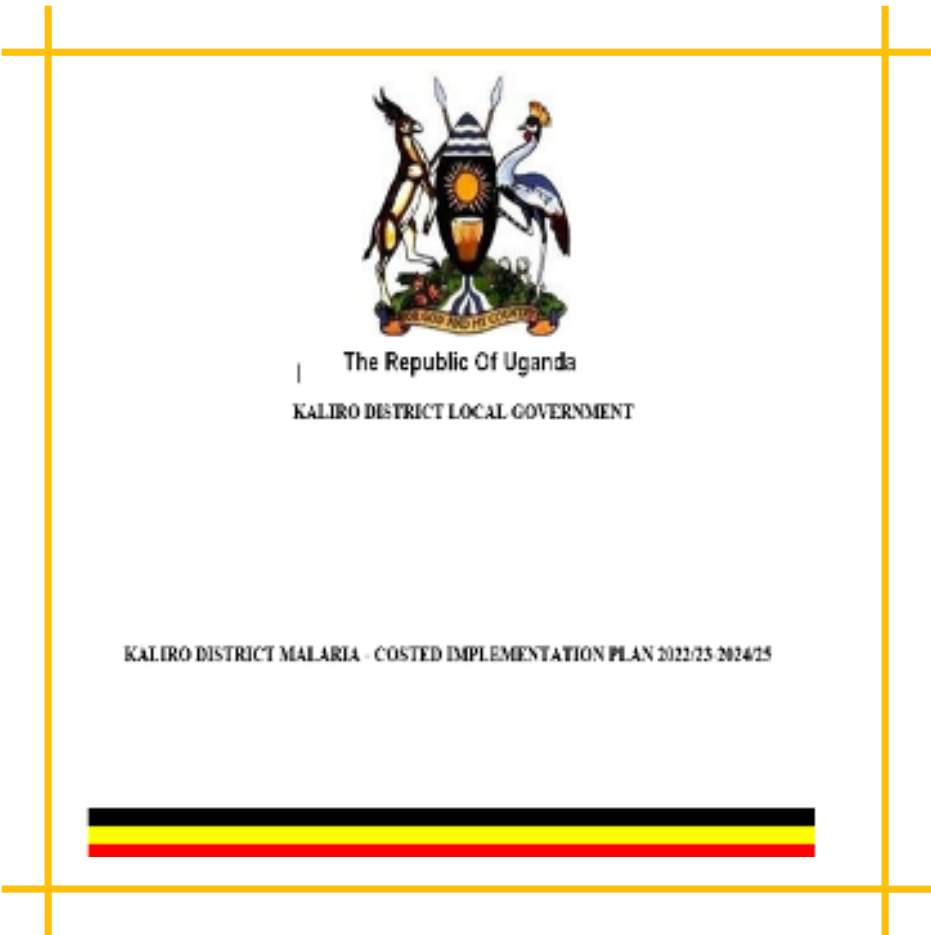 FOR GOD AND MY COUNTRY
The Republic Of Uganda
KALIRO DISTRICT LOCAL GOVERNMENT
KALIRO DISTRICT MALARIA - COSTED IMPLEMENTATION PLAN 2022/23-2024/25